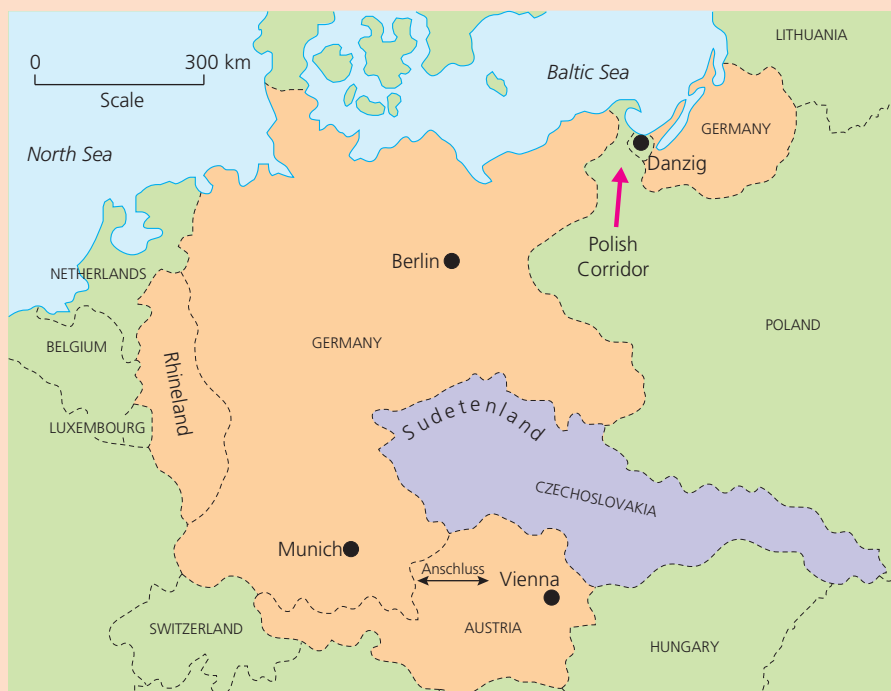 LITHUANIA
0 300 km
Scale
Baltic Sea
North Sea
GERMANY
Danzig
Polish
Corridor
Berlin
NETHERLANDS
POLAND
GERMANY
BELGIUM
Rhineland
LUXEMBOURG
Sudetenland
CZECHOSLOVAKIA
Munich
Anschluss
Vienna
SWITZERLAND
AUSTRIA
HUNGARY